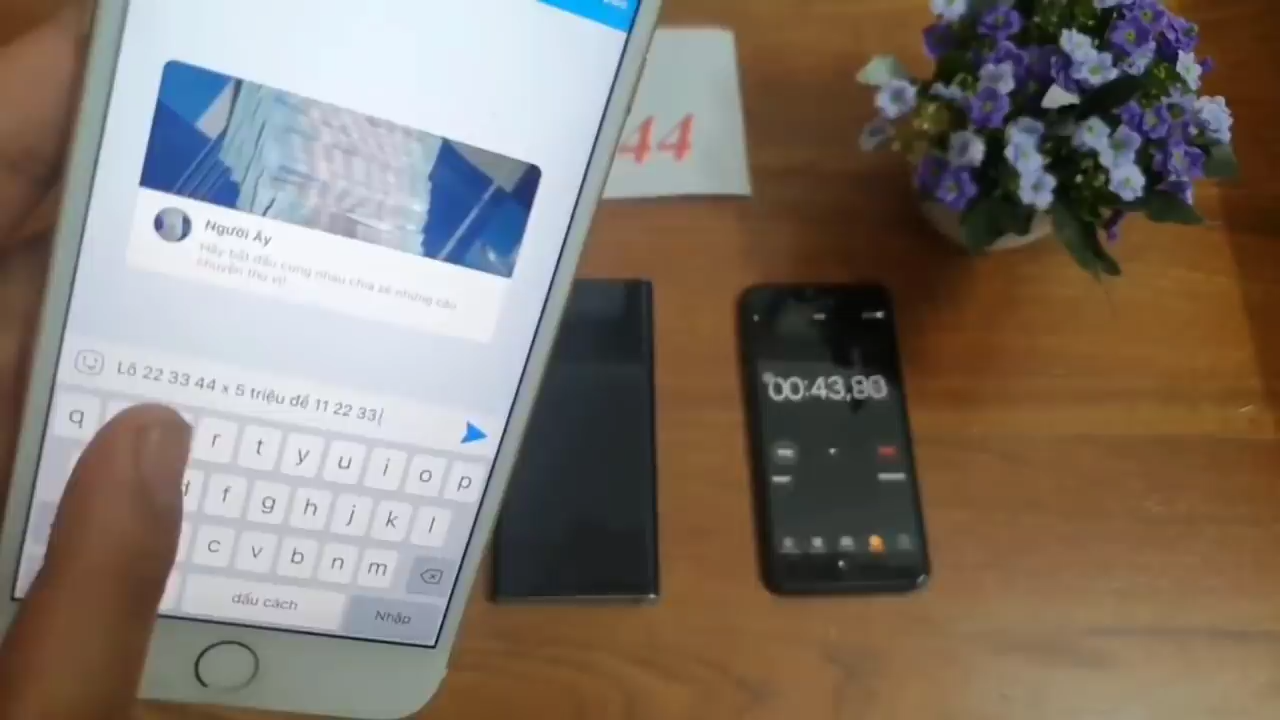 44
Người Ấy
Hãy bắt đầu cùng nhau chia sẻ những câu
chuyện thú vị!
Lô 22 33 44 x 5 triệu đề 11 22 33
00:43,80
q r t y u i o p
f g h j k l
c v b n m
dấu cách
Nhập